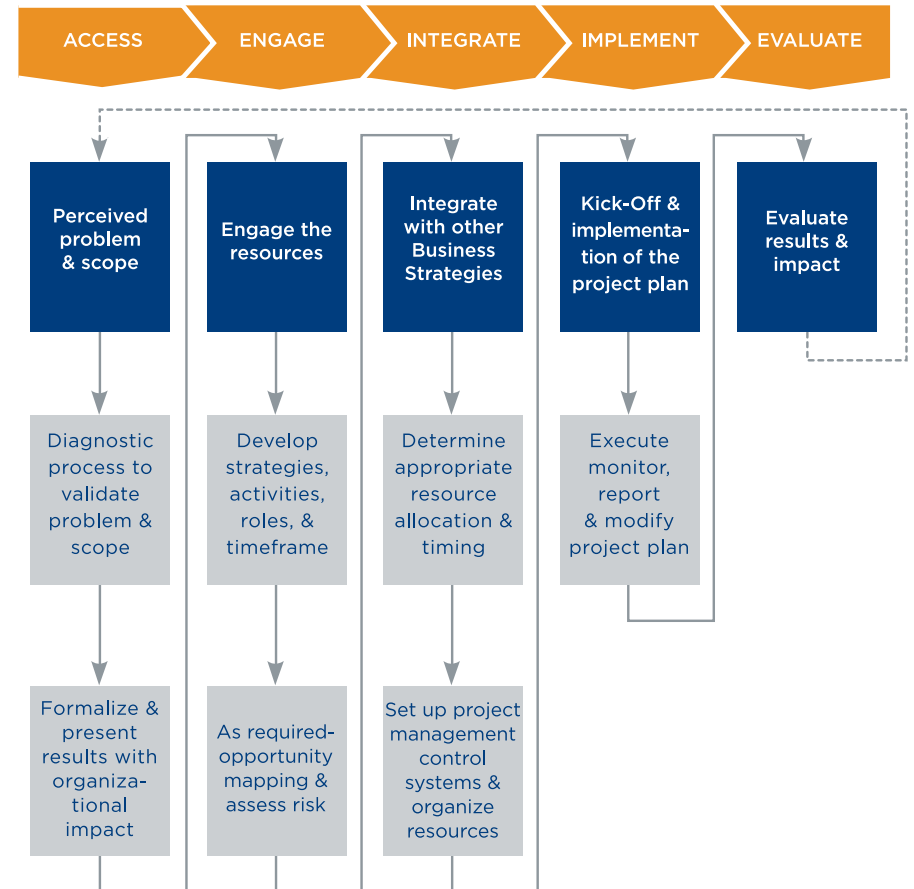 ACCESS
ENGAGE
INTEGRATE
IMPLEMENT
EVALUATE
Perceived
problem
& scope
Engage the
resources
Integrate
with other
Business
Strategies
Kick-Off &
implementa-
tion of the
project plan
Evaluate
results &
impact
Diagnostic
process to
validate
problem &
scope
Develop
strategies,
activities,
roles, &
timeframe
Determine
appropriate
resource
allocation &
timing
Execute
monitor,
report
& modify
project plan
Formalize &
present
results with
organiza-
tional
impact
As required-
opportunity
mapping &
assess risk
Set up project
management
control
systems &
organize
resources